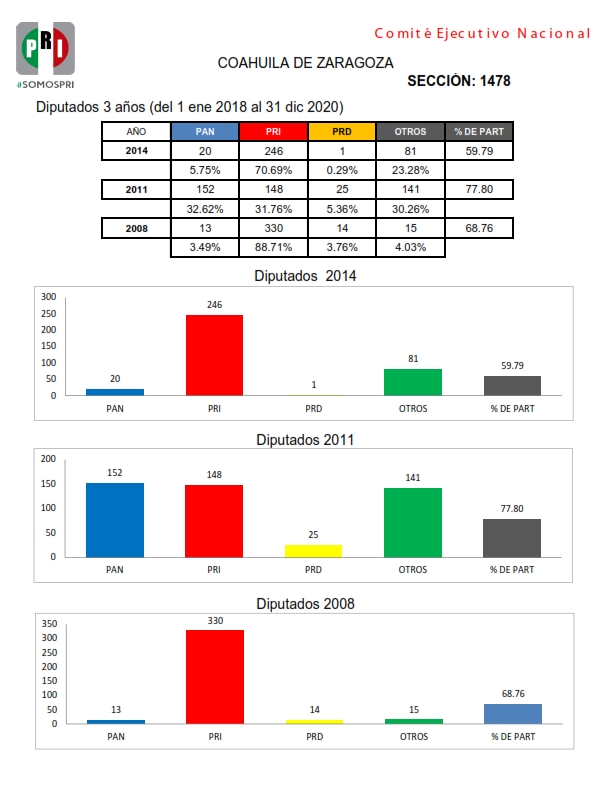 PRI
#SOMOSPRI
Comité Ejecutivo Nacional
COAHUILA DE ZARAGOZA
SECCIÓN: 1478
Diputados 3 años (del 1 ene 2018 al 31 dic 2020)
AÑO PAN PRI PRD OTROS % DE PART
2014 20 246 1 81 59.79
5.75% 70.69% 0.29% 23.28%
2011 152 148 25 141 77.80
32.62% 31.76% 5.36% 30.26%
2008 13 330 14 15 68.76
3.49% 88.71% 3.76% 4.03%
Diputados 2014
300
250
200
150
100
50
0
20 246 1 81 59.79
PAN PRI PRD OTROS % DE PART
Diputados 2011
200
150
100
50
0
152 148 25 141 77.80
PAN PRI PRD OTROS % DE PART
Diputados 2008
350
300
250
200
150
100
50
0
13 330 14 15 68.76
PAN PRI PRD OTROS % DE PART